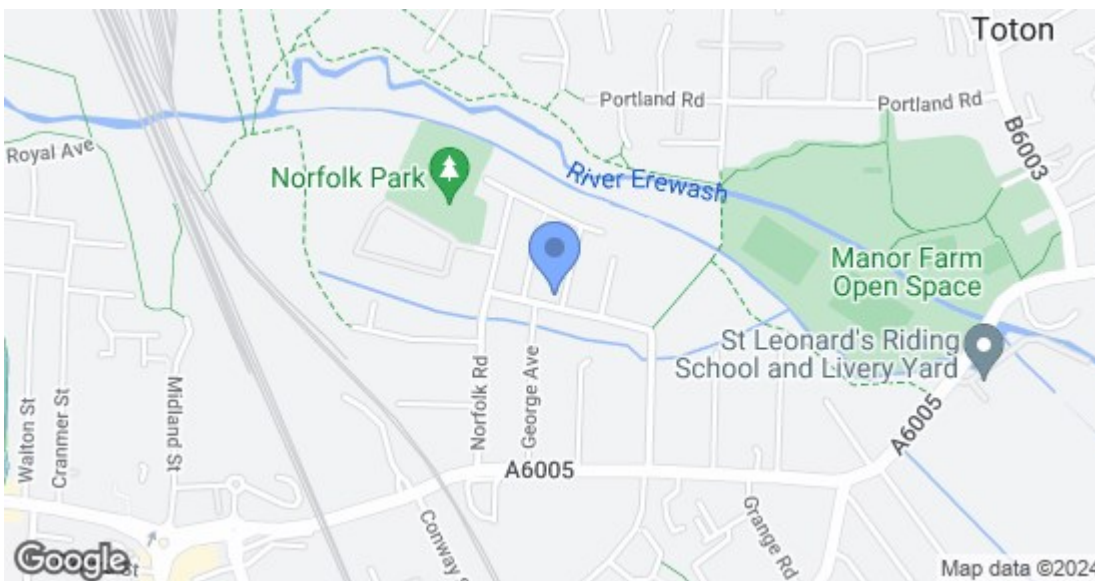 Toton
Portland Rd
Portland Rd
B6003
Royal Ave
Norfolk Park
River Erewash
Manor Farm
Open Space
St Leonard's Riding
School and Livery Yard
Walton St
Cranmer St
Midland St
Norfolk Rd
George Ave
A6005
A6005
Grange Rd
Conway
Google
St
Map data ©2024